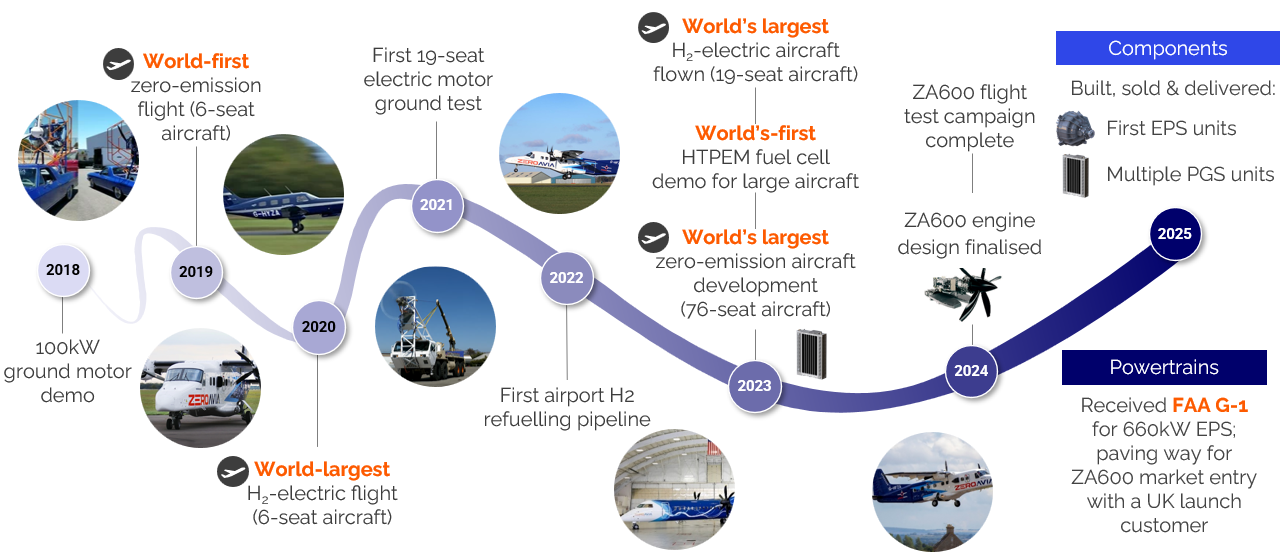 2018
100kW
ground motor
demo
World-first
zero-emission
flight (6-seat
aircraft)
2019
G-HYZA
ZEROAVIA
2020
World-largest
H₂-electric flight
(6-seat aircraft)
First 19-seat
electric motor
ground test
2021
ZEROAVIA
2022
First airport H2
refuelling pipeline
World's largest
H₂-electric aircraft
flown (19-seat aircraft)
World's-first
HTPEM fuel cell
demo for large aircraft
World's largest
zero-emission aircraft
development
(76-seat aircraft)
2023
ZA600 flight
test campaign
complete
ZA600 engine
design finalised
2024
ZEROAVIA
Components
Built, sold & delivered:
First EPS units
Multiple PGS units
2025
Powertrains
Received FAA G-1
for 660kW EPS;
paving way for
ZA600 market entry
with a UK launch
customer